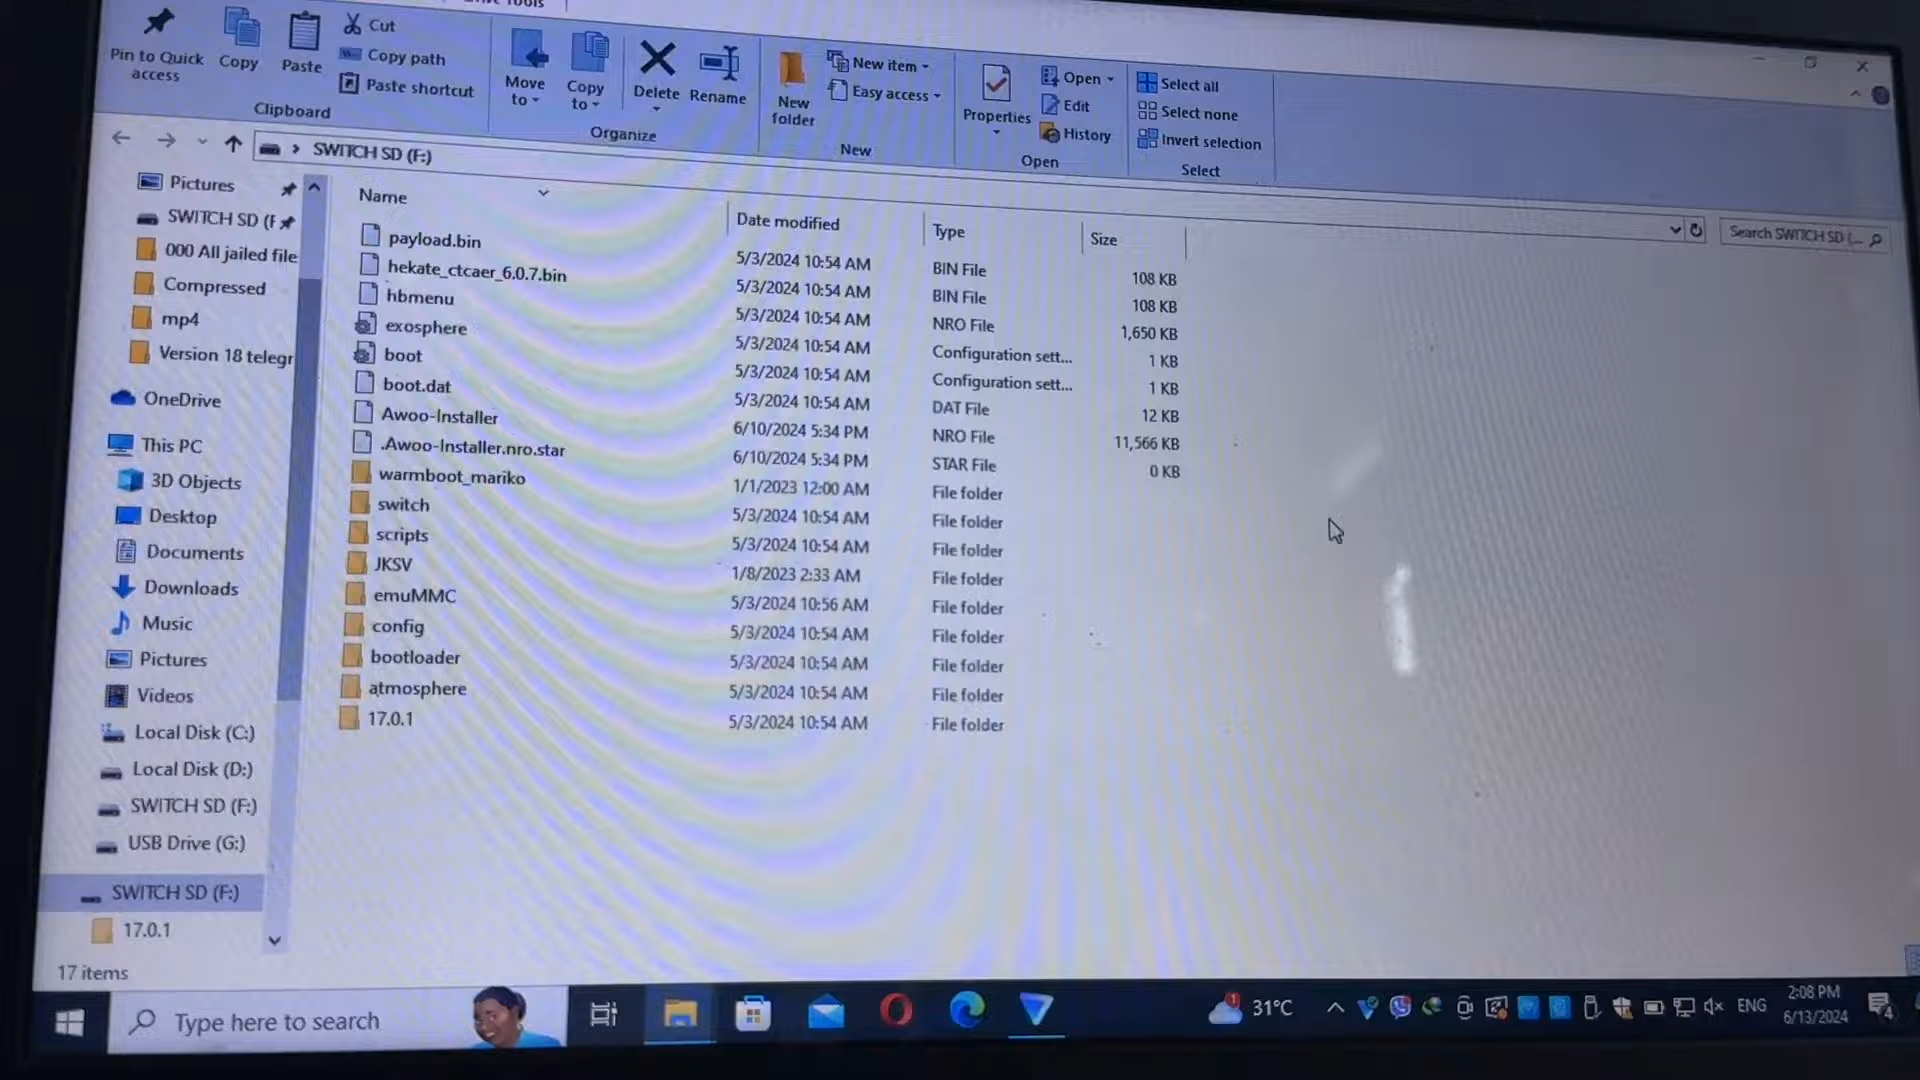 Pin to Quick access
Copy
Paste
Cut
Copy path
Paste shortcut
Clipboard
Move to
Copy to
Delete
Rename
Organize
New folder
New item
Easy access
New
Properties
Open
Edit
History
Open
Select all
Select none
Invert selection
Select
SWITCH SD (F:)
Search SWITCH SD (...
Pictures
SWITCH SD (F
000 All jailed file
Compressed
mp4
Version 18 telegr
OneDrive
This PC
3D Objects
Desktop
Documents
Downloads
Music
Pictures
Videos
Local Disk (C:)
Local Disk (D:)
SWITCH SD (F:)
USB Drive (G:)
SWITCH SD (F:)
17.0.1
Name Date modified Type Size
payload.bin 5/3/2024 10:54 AM BIN File 108 KB
hekate_ctcaer_6.0.7.bin 5/3/2024 10:54 AM BIN File 108 KB
hbmenu 5/3/2024 10:54 AM NRO File 1,650 KB
exosphere 5/3/2024 10:54 AM Configuration sett... 1 KB
boot 5/3/2024 10:54 AM Configuration sett... 1 KB
boot.dat 5/3/2024 10:54 AM DAT File 12 KB
Awoo-Installer 6/10/2024 5:34 PM NRO File 11,566 KB
.Awoo-Installer.nro.star 6/10/2024 5:34 PM STAR File 0 KB
warmboot_mariko 1/1/2023 12:00 AM File folder
switch 5/3/2024 10:54 AM File folder
scripts 5/3/2024 10:54 AM File folder
JKSV 1/8/2023 2:33 AM File folder
emuMMC 5/3/2024 10:56 AM File folder
config 5/3/2024 10:54 AM File folder
bootloader 5/3/2024 10:54 AM File folder
atmosphere 5/3/2024 10:54 AM File folder
17.0.1 5/3/2024 10:54 AM File folder
17 items
Type here to search
31°C
ENG
2:08 PM
6/13/2024
4